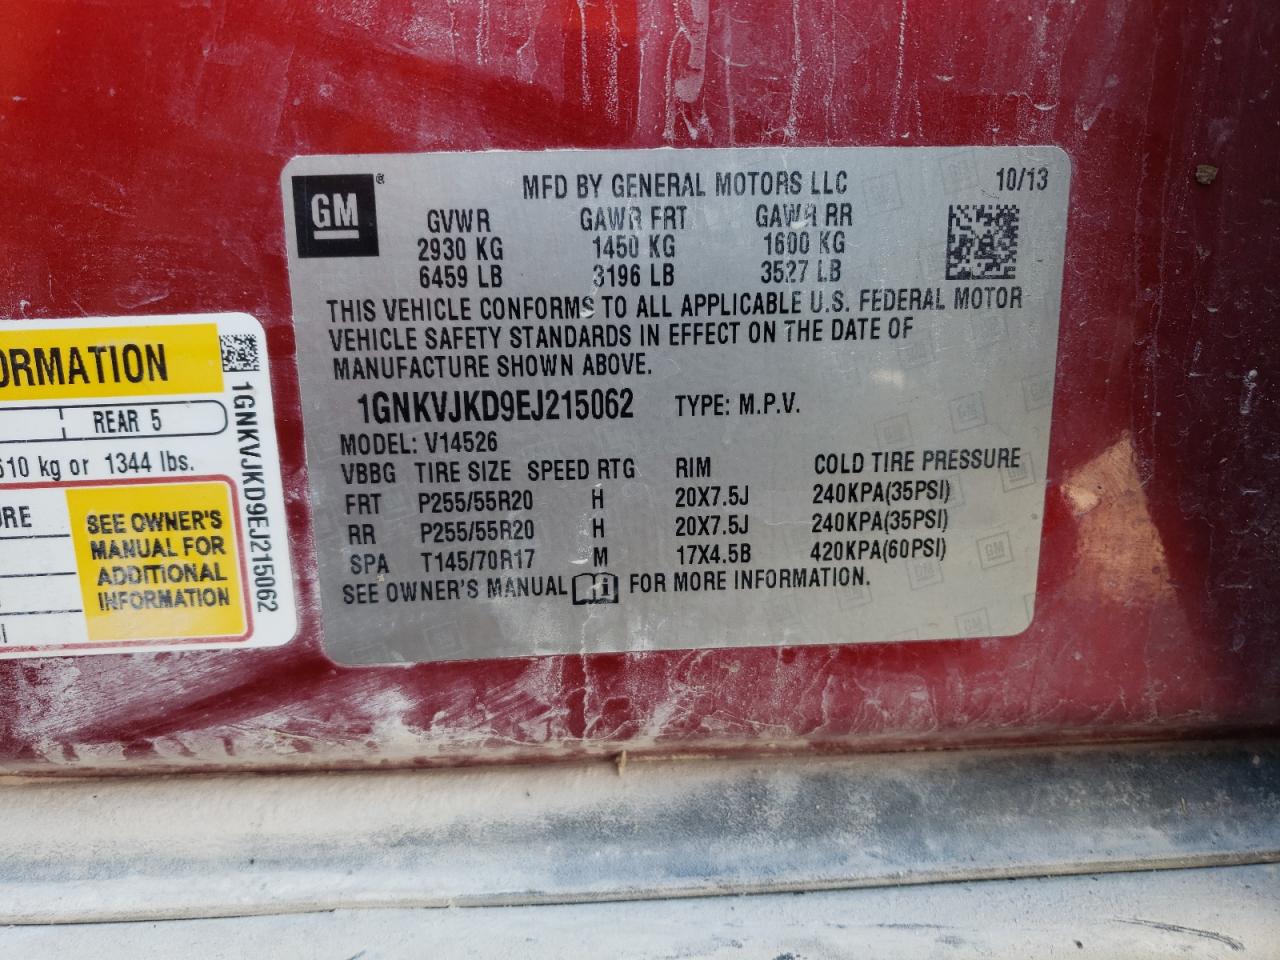 GM®
MFD BY GENERAL MOTORS LLC 10/13
GVWR GAWR FRT GAWR RR
2930 KG 1450 KG 1600 KG
6459 LB 3196 LB 3527 LB
THIS VEHICLE CONFORMS TO ALL APPLICABLE U.S. FEDERAL MOTOR
VEHICLE SAFETY STANDARDS IN EFFECT ON THE DATE OF
MANUFACTURE SHOWN ABOVE.
1GNKVJKD9EJ215062 TYPE: M.P.V.
MODEL: V14526
VBBG TIRE SIZE SPEED RTG RIM COLD TIRE PRESSURE
FRT P255/55R20 H 20X7.5J 240KPA(35PSI)
RR P255/55R20 H 20X7.5J 240KPA(35PSI)
SPA T145/70R17 M 17X4.5B 420KPA(60PSI)
SEE OWNER'S MANUAL FOR MORE INFORMATION.
ORMATION
REAR 5
610 kg or 1344 lbs.
URE
SEE OWNER'S
MANUAL FOR
ADDITIONAL
INFORMATION
1GNKVJKD9EJ215062